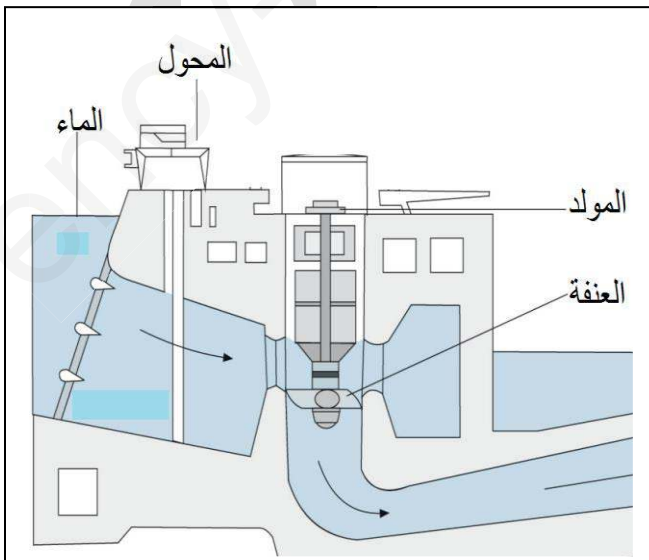 المحول
الماء
المولد
العنفة